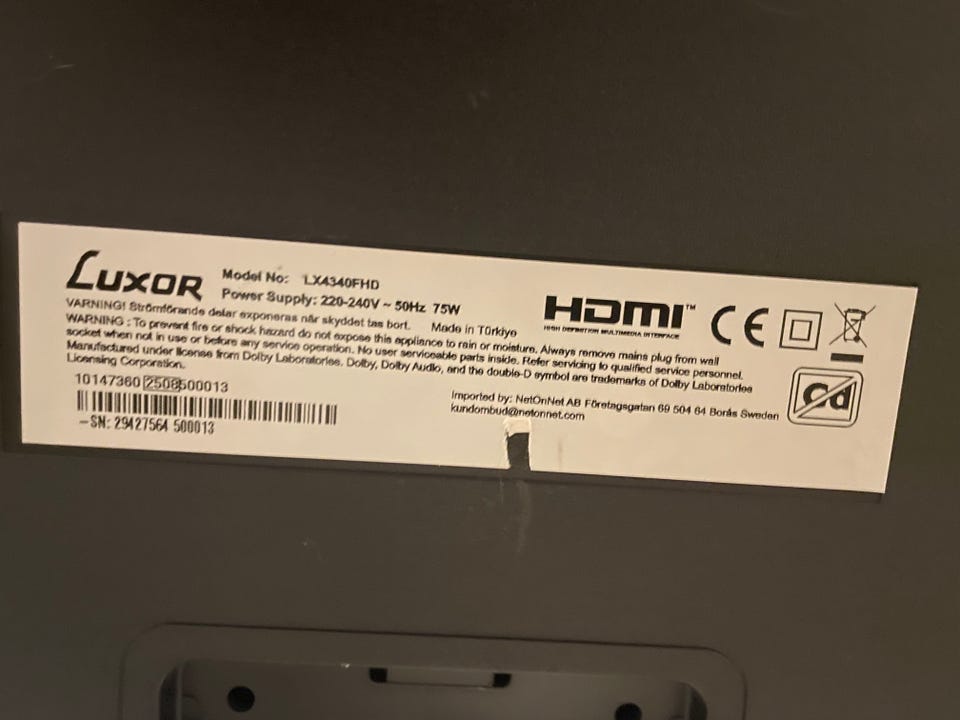 LUXOR
Model No: LX4340FHD
Power Supply: 220-240V ~ 50Hz 75W
VARNING! Strömförande delar exponeras när skyddet tas bort. Made in Türkiye
WARNING : To prevent fire or shock hazard do not expose this appliance to rain or moisture. Always remove mains plug from wall
socket when not in use or before any service operation. No user serviceable parts inside. Refer servicing to qualified service personnel.
Manufactured under license from Dolby Laboratories. Dolby, Dolby Audio, and the double-D symbol are trademarks of Dolby Laboratories
Licensing Corporation.
HDMI™
HIGH DEFINITION MULTIMEDIA INTERFACE
CE
Cd
10147360 2508500013
-SN: 29427564 500013
Imported by: NetOnNet AB Företagsgatan 69 504 64 Borås Sweden
kundombud@netonnet.com